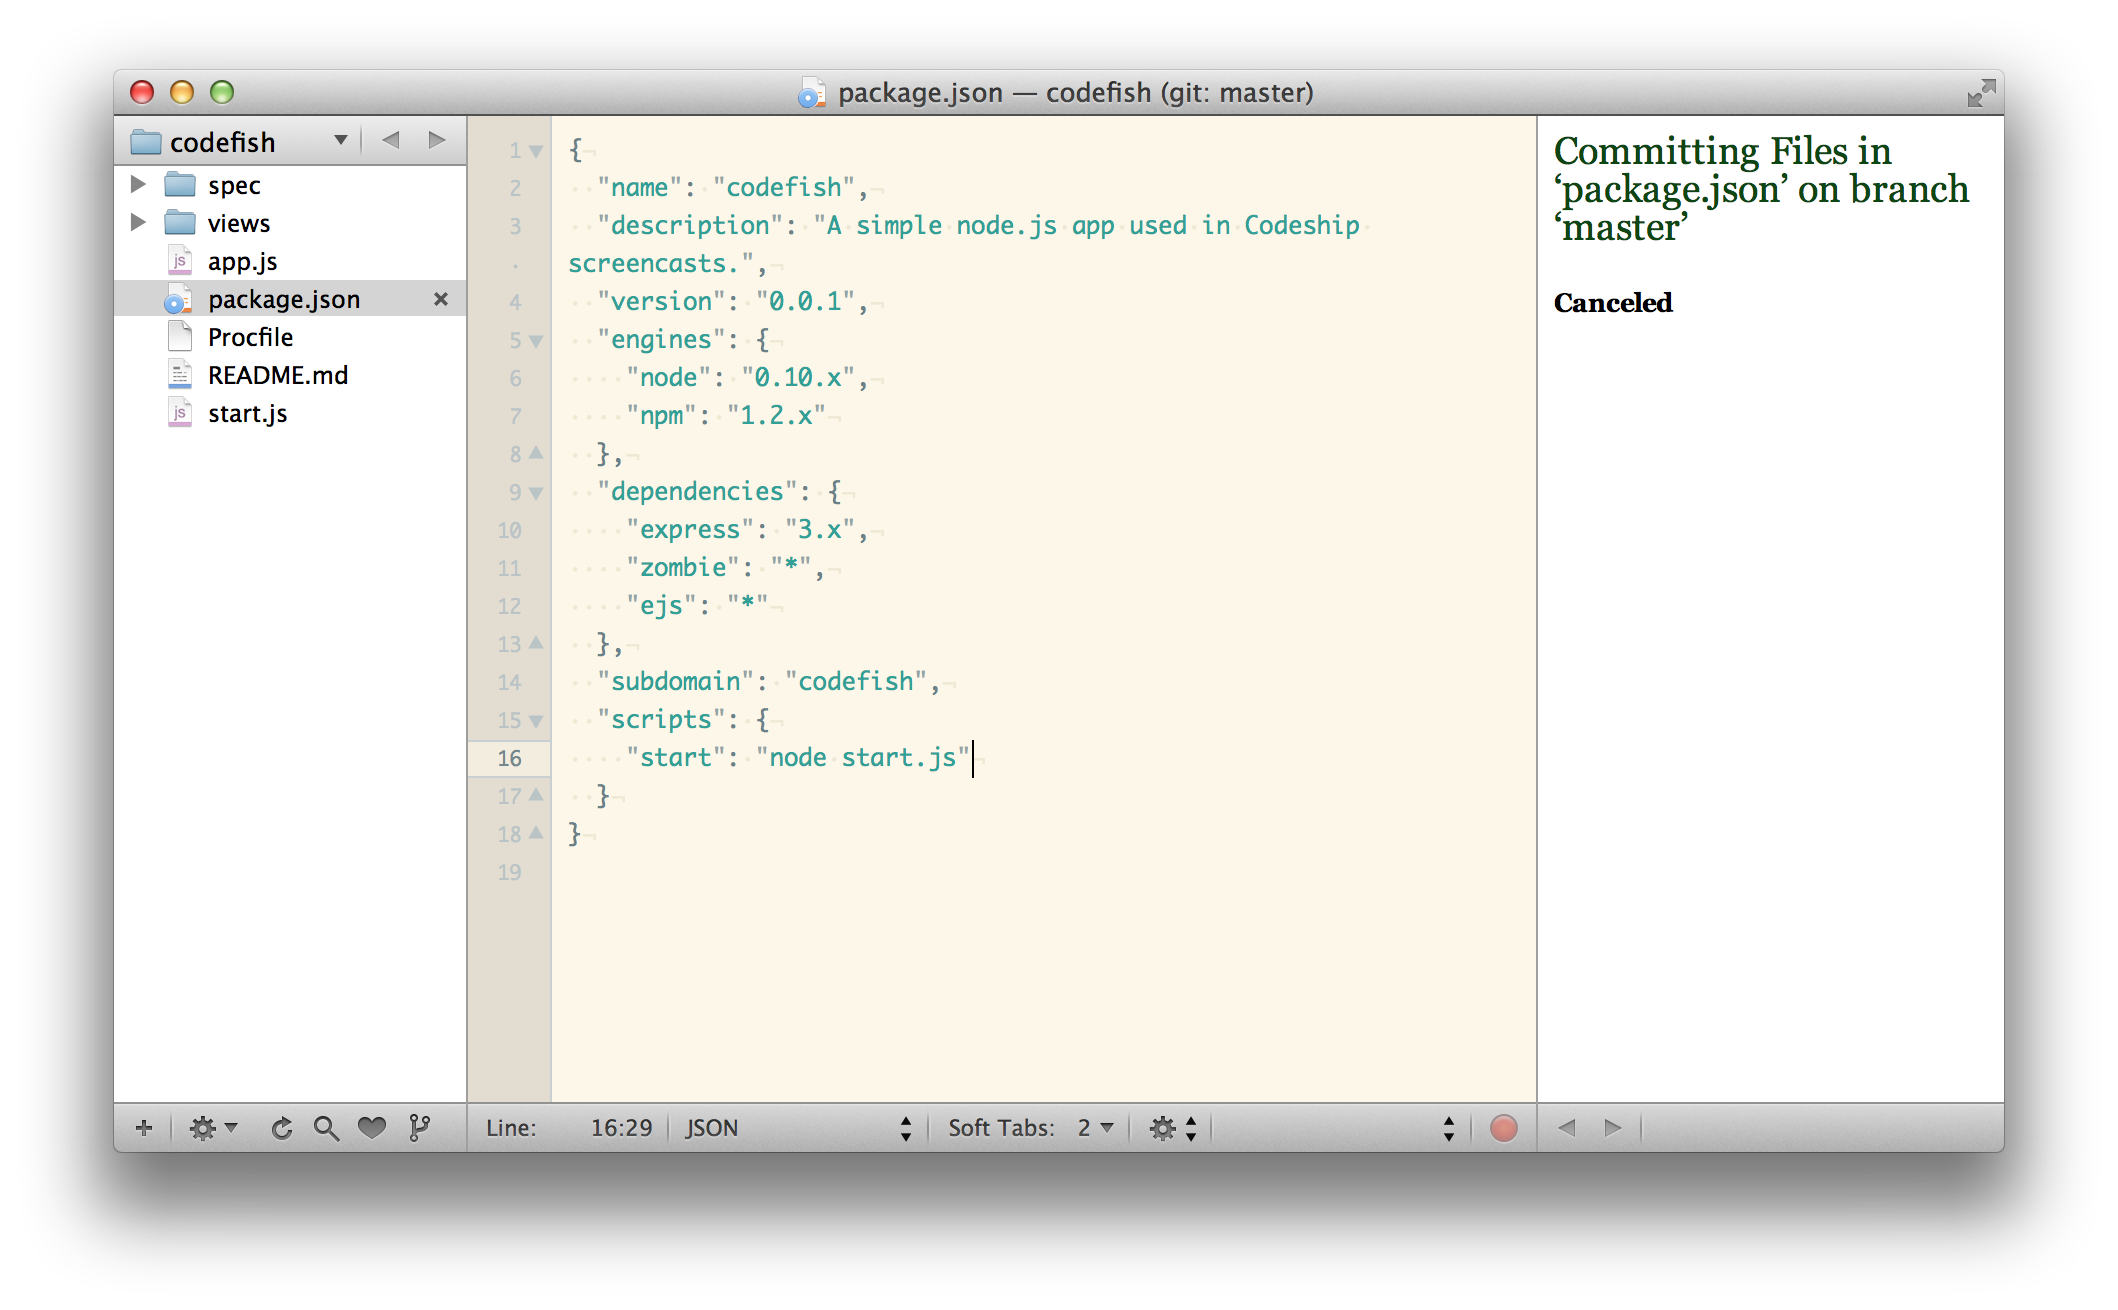 package.json — codefish (git: master)
codefish
spec
views
app.js
package.json
Procfile
README.md
start.js
1 {
2 "name": "codefish",
3 "description": "A simple node.js app used in Codeship
screencasts.",
4 "version": "0.0.1",
5 "engines": {
6 "node": "0.10.x",
7 "npm": "1.2.x"
8 },
9 "dependencies": {
10 "express": "3.x",
11 "zombie": "*",
12 "ejs": "*"
13 },
14 "subdomain": "codefish",
15 "scripts": {
16 "start": "node start.js"
17 }
18 }
19
Committing Files in
‘package.json’ on branch
‘master’
Canceled
Line: 16:29 JSON Soft Tabs: 2